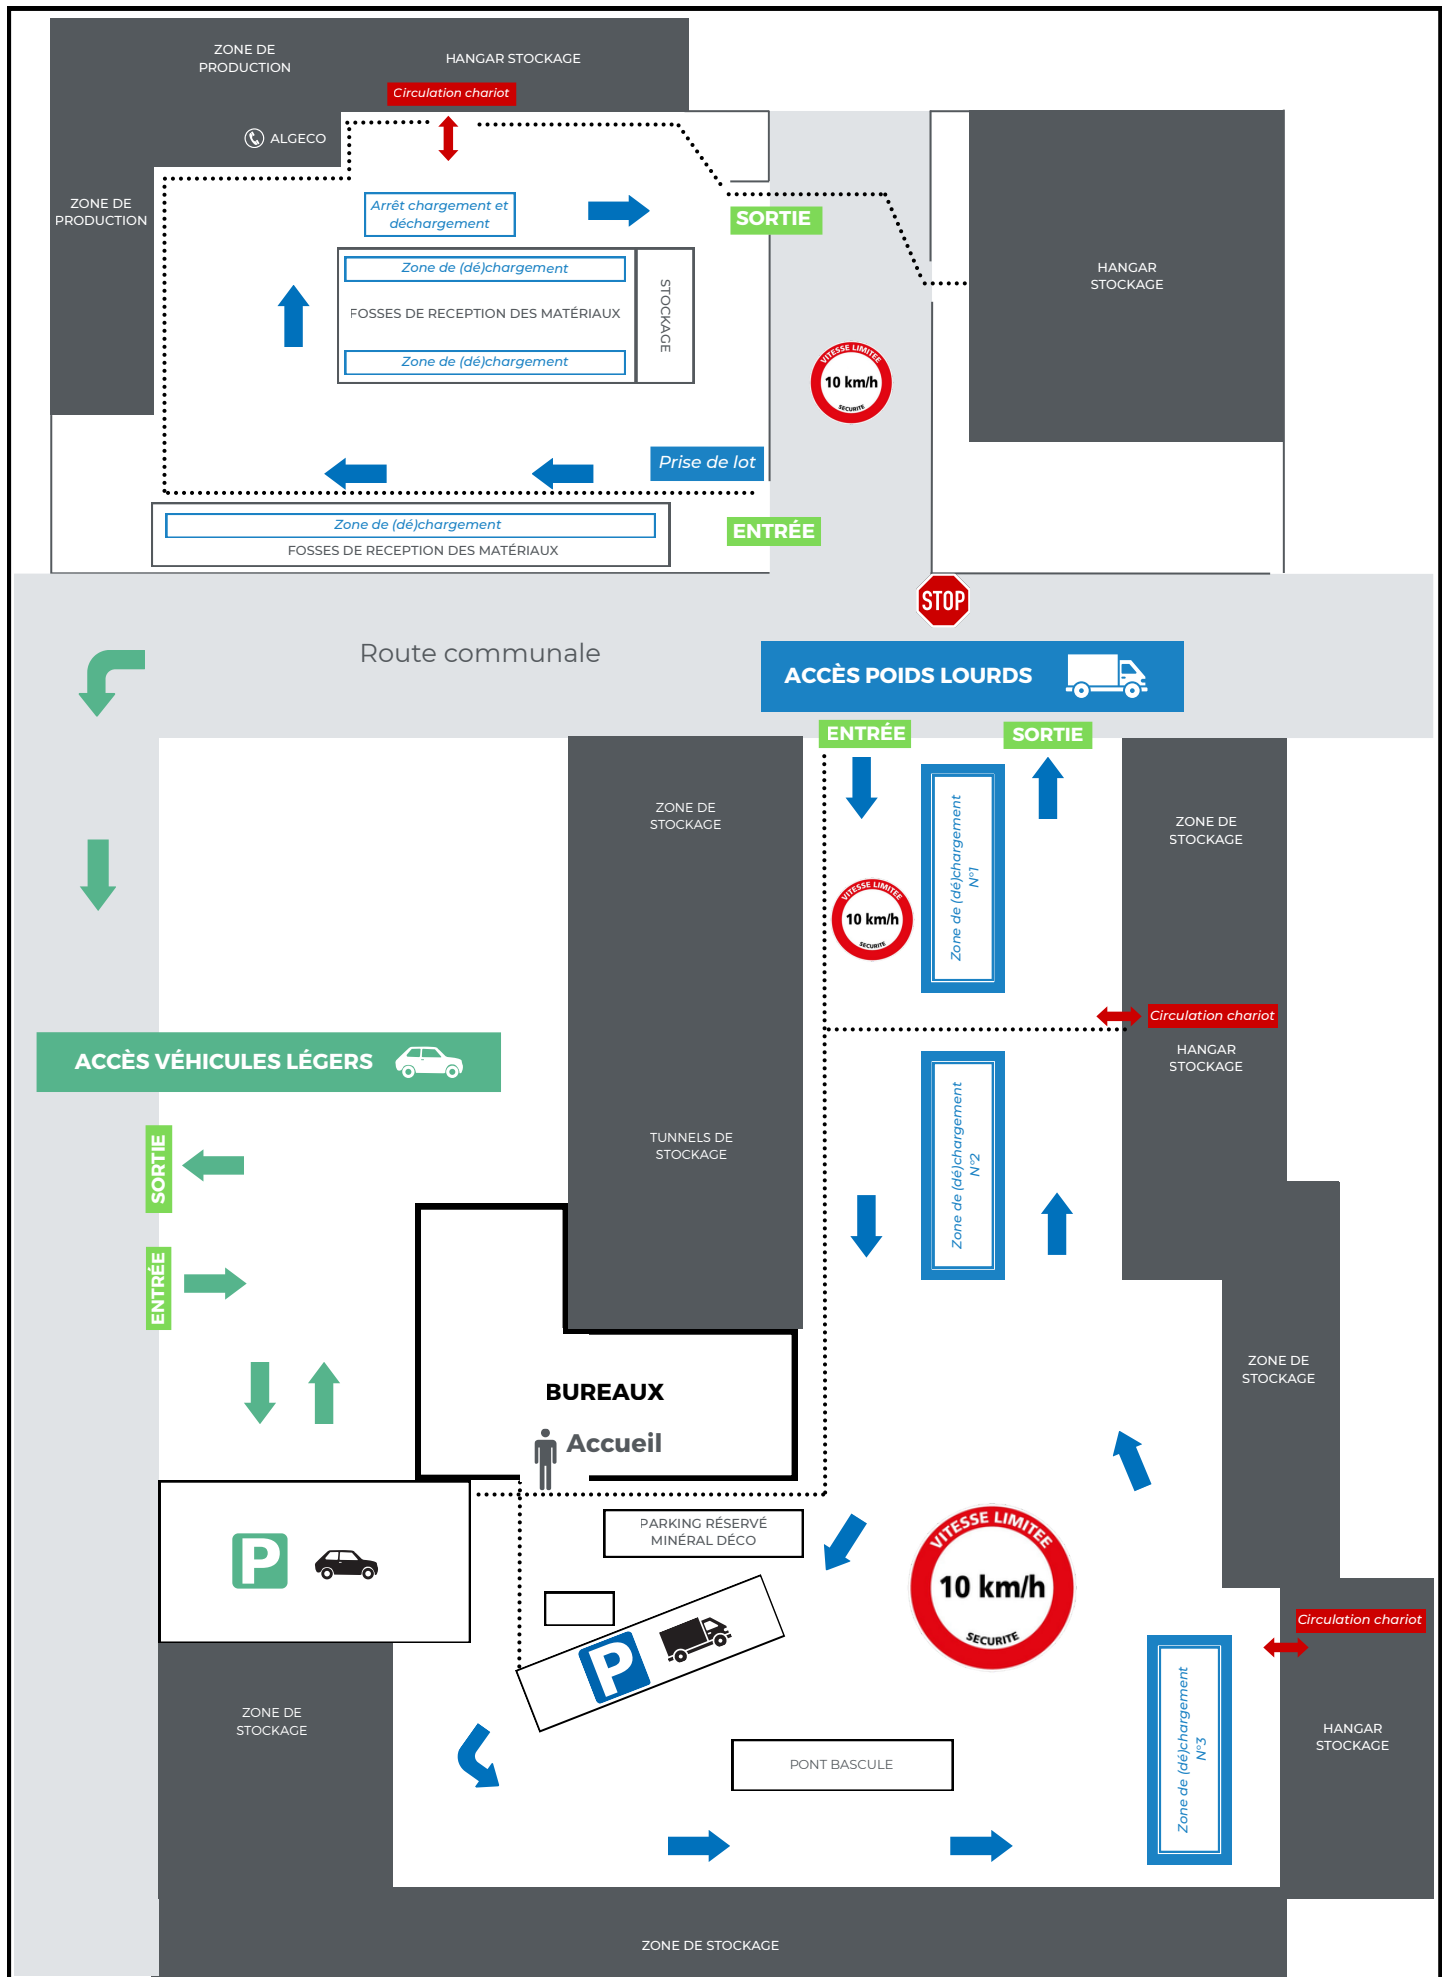 ZONE DE
PRODUCTION
HANGAR STOCKAGE
Circulation chariot
ALGECO
ZONE DE
PRODUCTION
Arrêt chargement et
déchargement
SORTIE
Zone de (dé)chargement
FOSSES DE RECEPTION DES MATÉRIAUX
Zone de (dé)chargement
STOCKAGE
HANGAR
STOCKAGE
VITESSE LIMITÉE
10 km/h
SECURITE
Prise de lot
Zone de (dé)chargement
FOSSES DE RECEPTION DES MATÉRIAUX
ENTRÉE
STOP
Route communale
ACCÈS POIDS LOURDS
ENTRÉE
SORTIE
ZONE DE
STOCKAGE
Zone de (dé)chargement
N°1
ZONE DE
STOCKAGE
VITESSE LIMITÉE
10 km/h
SECURITE
Circulation chariot
HANGAR
STOCKAGE
ACCÈS VÉHICULES LÉGERS
SORTIE
ENTRÉE
TUNNELS DE
STOCKAGE
Zone de (dé)chargement
N°2
ZONE DE
STOCKAGE
BUREAUX
Accueil
PARKING RÉSERVÉ
MINÉRAL DÉCO
P
P
VITESSE LIMITÉE
10 km/h
SECURITE
Circulation chariot
ZONE DE
STOCKAGE
PONT BASCULE
Zone de (dé)chargement
N°3
HANGAR
STOCKAGE
ZONE DE STOCKAGE